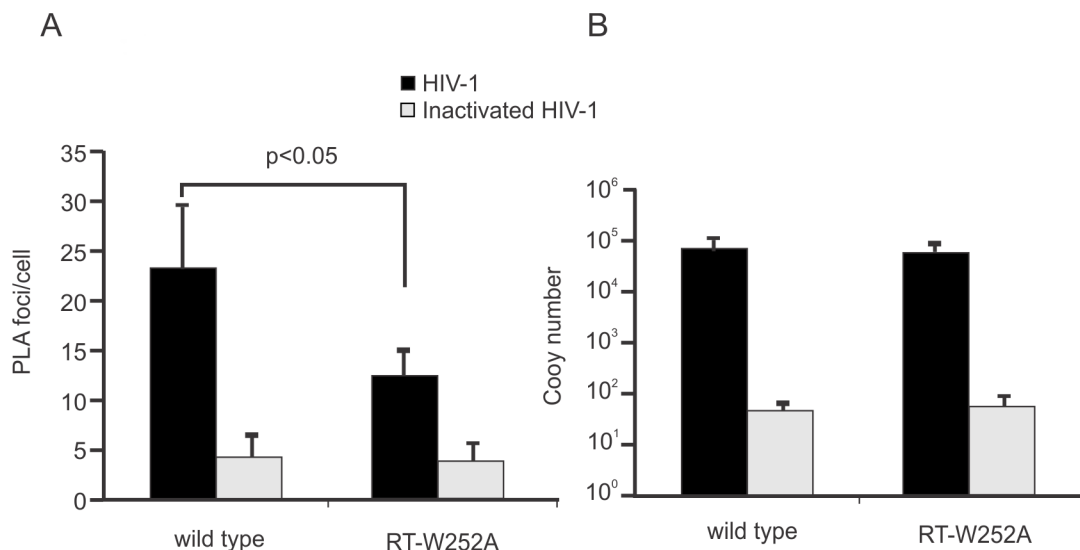 A
B
HIV-1
Inactivated HIV-1
p<0.05
PLA foci/cell
35
30
25
20
15
10
5
0
wild type
RT-W252A
Cooy number
10⁶
10⁵
10⁴
10³
10²
10¹
10⁰
wild type
RT-W252A